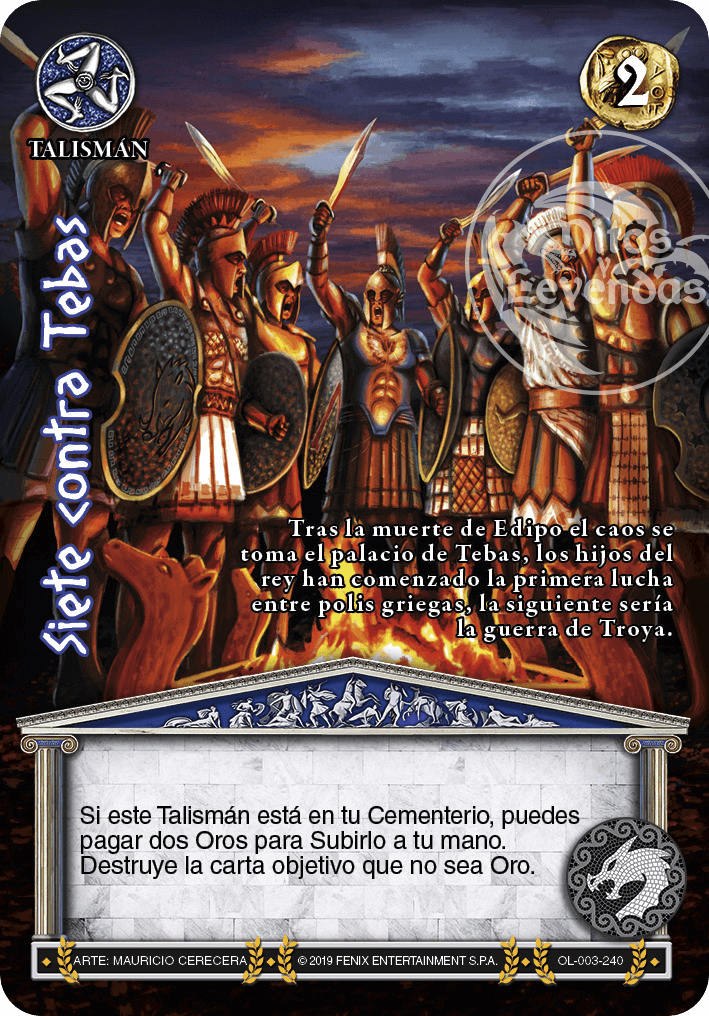 TALISMÁN
2
Mitos
y
Leyendas
Siete contra Tebas
Tras la muerte de Edipo el caos se
toma el palacio de Tebas, los hijos del
rey han comenzado la primera lucha
entre polis griegas, la siguiente sería
la guerra de Troya.
Si este Talismán está en tu Cementerio, puedes
pagar dos Oros para Subirlo a tu mano.
Destruye la carta objetivo que no sea Oro.
ARTE: MAURICIO CERECERA
© 2019 FENIX ENTERTAINMENT S.P.A.
OL-003-240